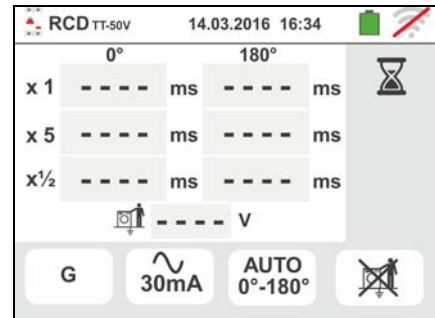 RCD TT-50V 14.03.2016 16:34
0° 180°
x 1 - - - - ms - - - - ms
x 5 - - - - ms - - - - ms
x½ - - - - ms - - - - ms
- - - - V
G 30mA AUTO 0°-180°